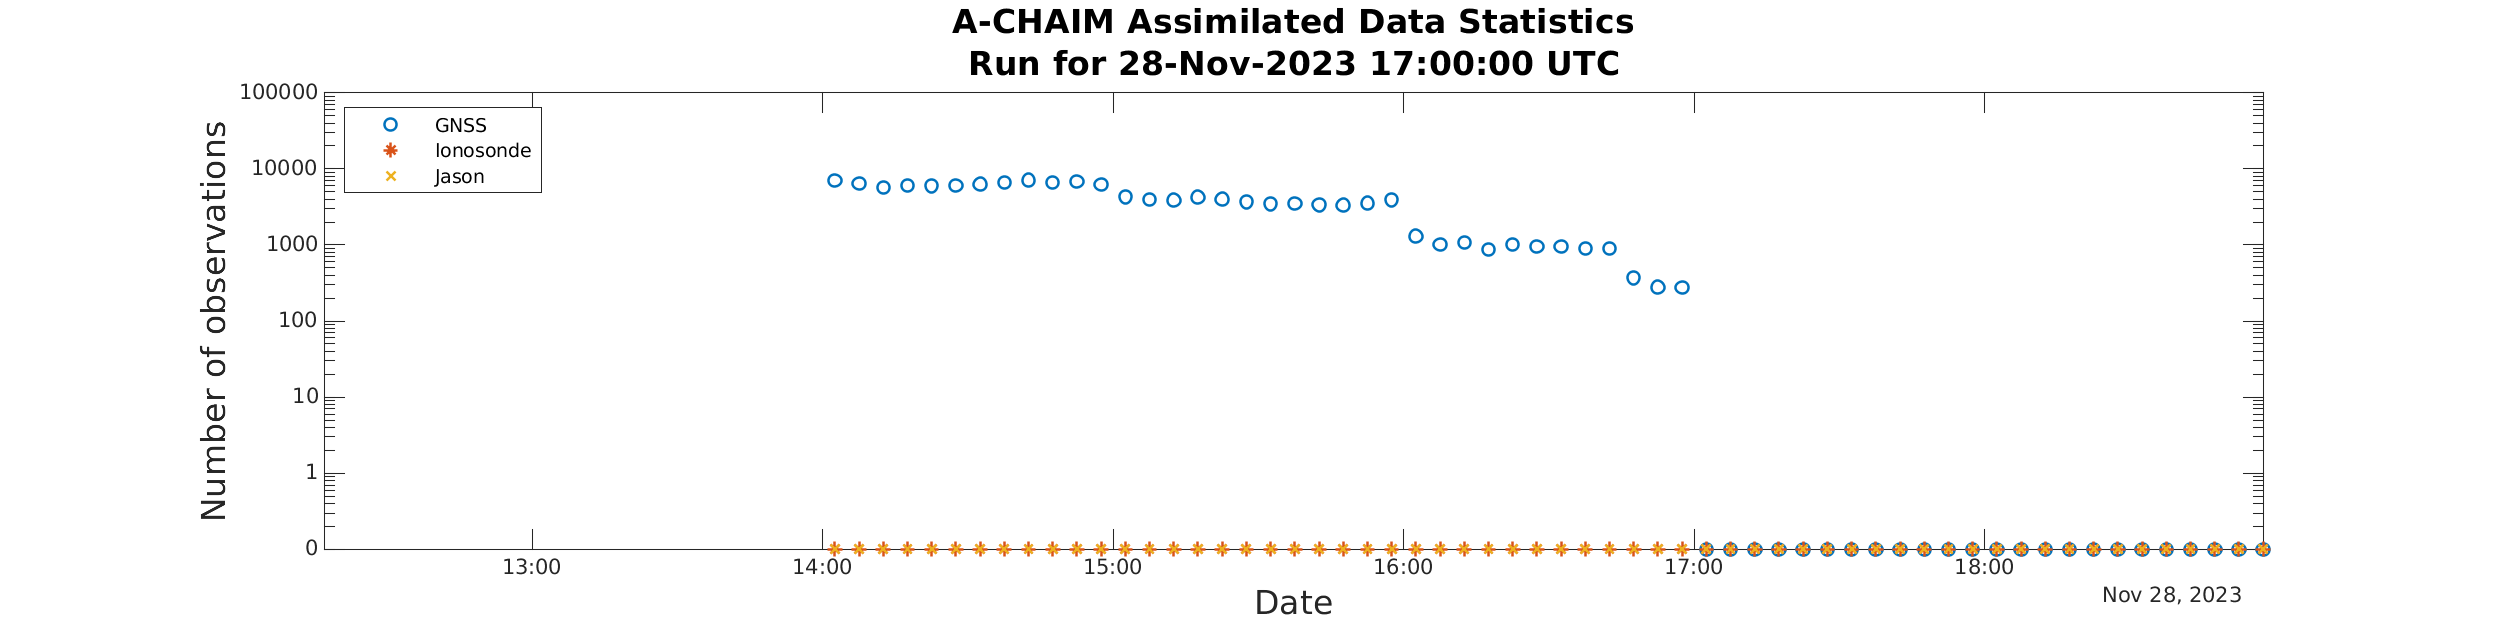 A-CHAIM Assimilated Data Statistics
Run for 28-Nov-2023 17:00:00 UTC
100000
10000
1000
100
10
1
0
Number of observations
GNSS
Ionosonde
Jason
13:00
14:00
15:00
16:00
17:00
18:00
Date
Nov 28, 2023